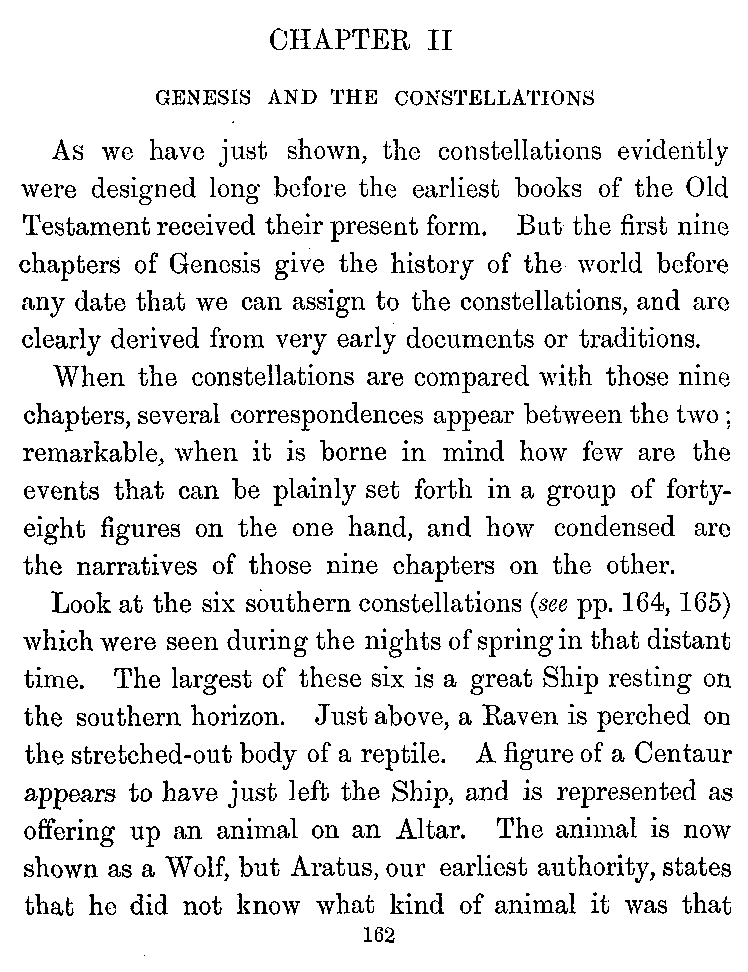 CHAPTER II
GENESIS AND THE CONSTELLATIONS
As we have just shown, the constellations evidently
were designed long before the earliest books of the Old
Testament received their present form. But the first nine
chapters of Genesis give the history of the world before
any date that we can assign to the constellations, and are
clearly derived from very early documents or traditions.
When the constellations are compared with those nine
chapters, several correspondences appear between the two;
remarkable, when it is borne in mind how few are the
events that can be plainly set forth in a group of forty-
eight figures on the one hand, and how condensed are
the narratives of those nine chapters on the other.
Look at the six southern constellations (see pp. 164, 165)
which were seen during the nights of spring in that distant
time. The largest of these six is a great Ship resting on
the southern horizon. Just above, a Raven is perched on
the stretched-out body of a reptile. A figure of a Centaur
appears to have just left the Ship, and is represented as
offering up an animal on an Altar. The animal is now
shown as a Wolf, but Aratus, our earliest authority, states
that he did not know what kind of animal it was that
162